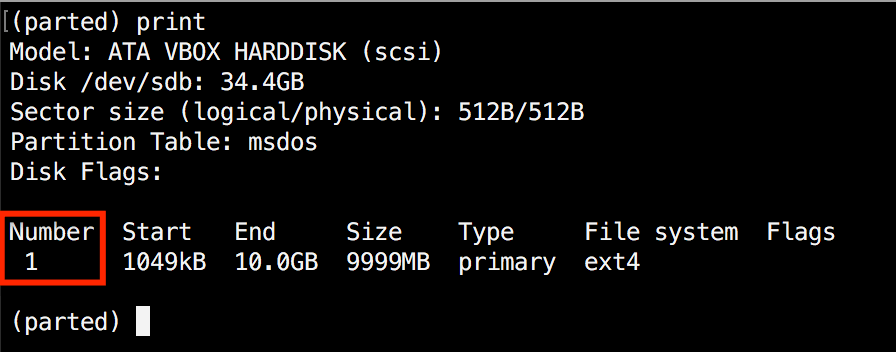 (parted) print
Model: ATA VBOX HARDDISK (scsi)
Disk /dev/sdb: 34.4GB
Sector size (logical/physical): 512B/512B
Partition Table: msdos
Disk Flags:
Number  Start   End     Size    Type     File system  Flags
 1      1049kB  10.0GB  9999MB  primary  ext4
(parted)